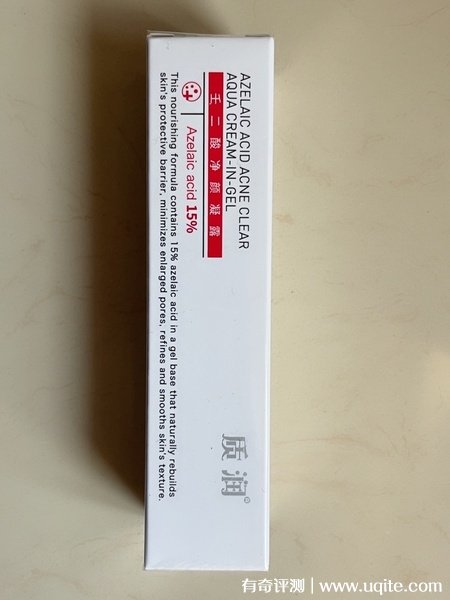 AZELAIC ACID ACNE CLEAR
AQUA CREAM-IN-GEL
壬二酸净颜凝露
Azelaic acid 15%
This nourishing formula contains 15% azelaic acid in a gel base that naturally rebuilds
skin's protective barrier, minimizes enlarged pores, refines and smooths skin's texture.
质润®
有奇评测 | www.uqite.com